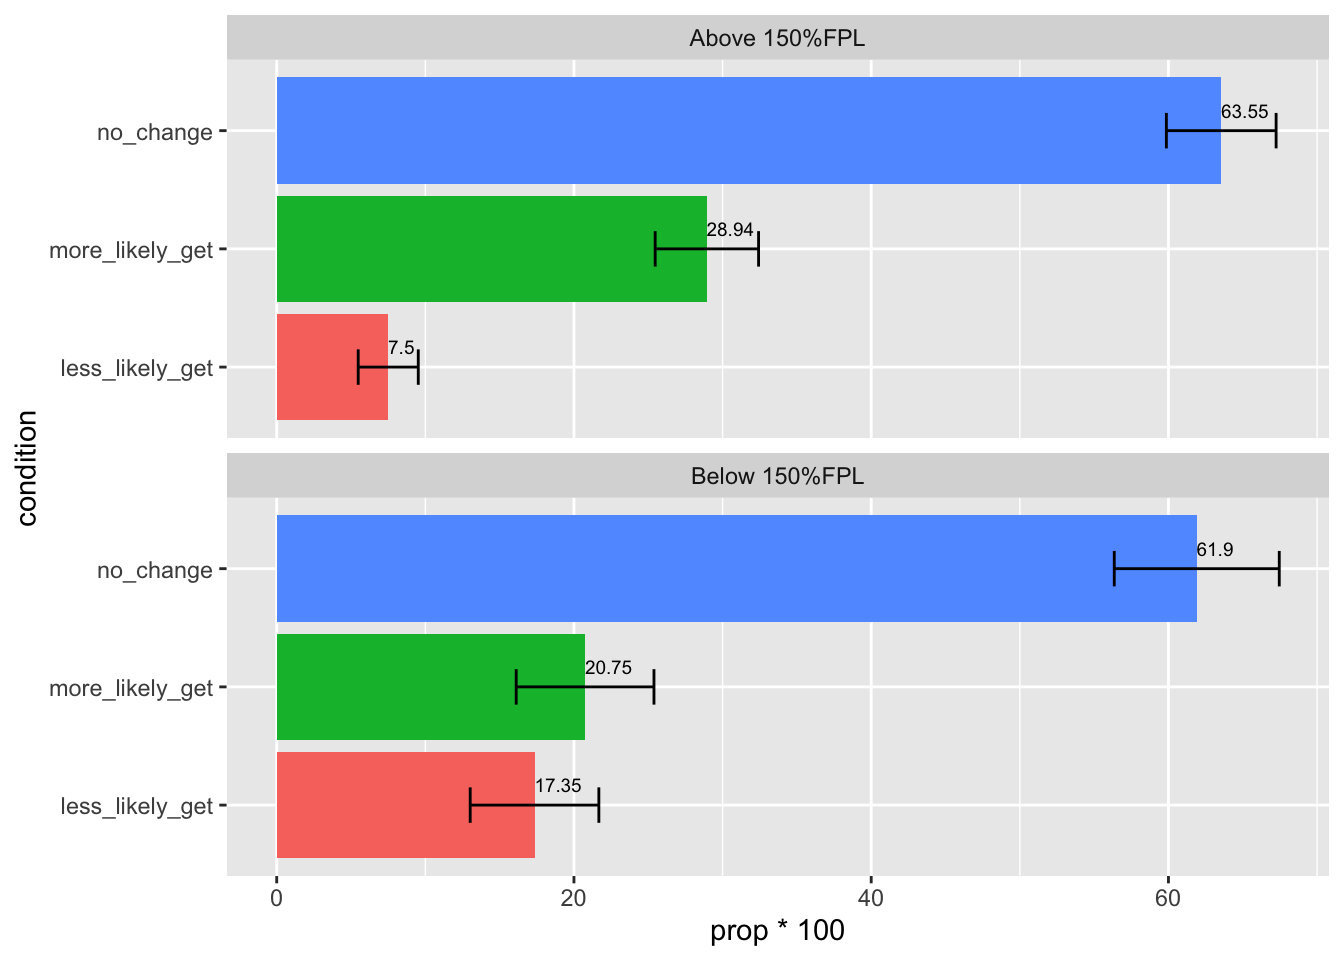 Above 150%FPL
no_change
63.55
more_likely_get
28.94
less_likely_get
7.5
condition
Below 150%FPL
no_change
61.9
more_likely_get
20.75
less_likely_get
17.35
0 20 40 60
prop * 100